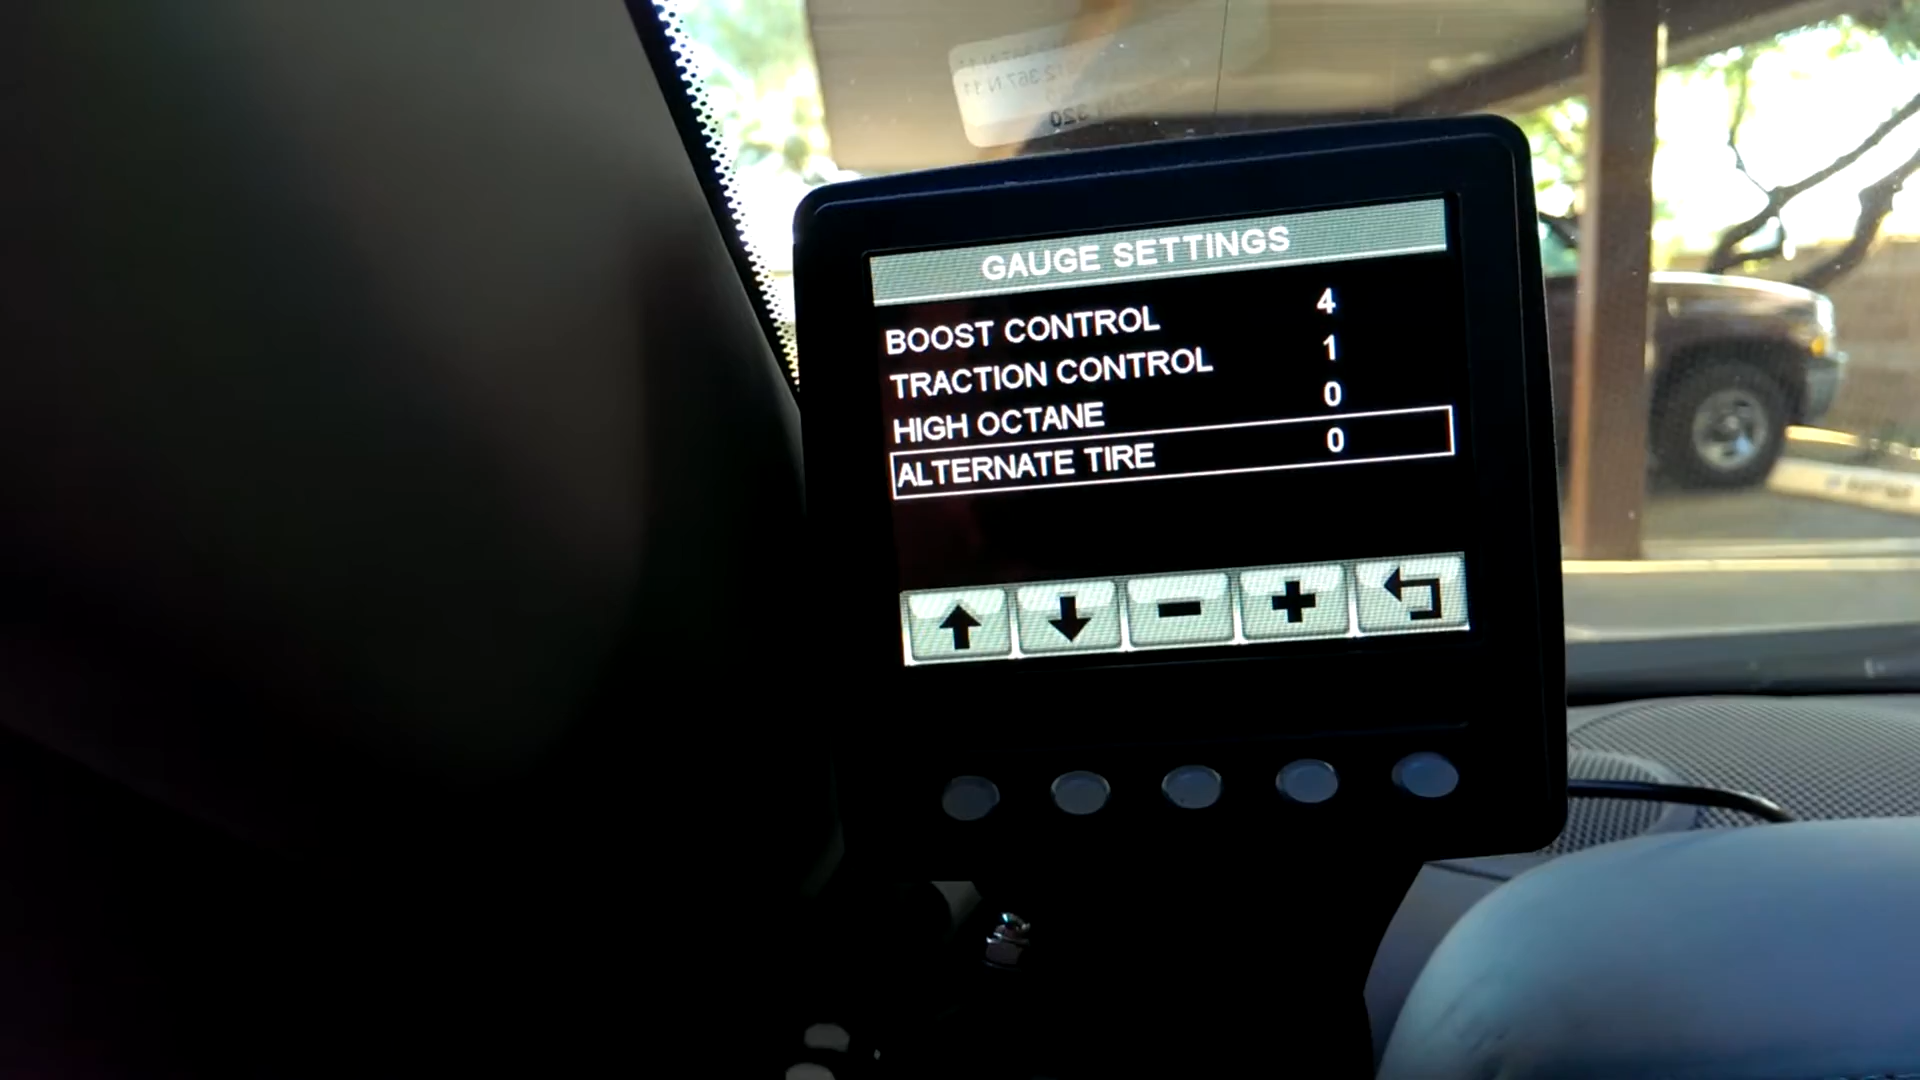 GAUGE SETTINGS
BOOST CONTROL 4
TRACTION CONTROL 1
HIGH OCTANE 0
ALTERNATE TIRE 0